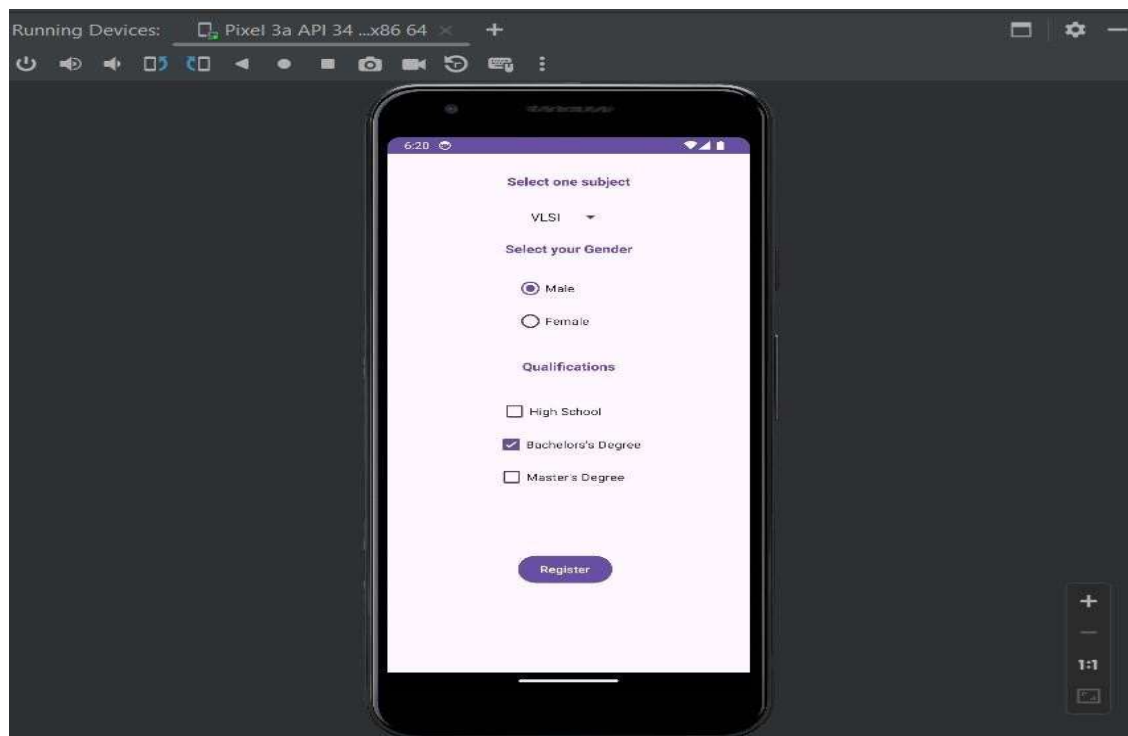 Running Devices: Pixel 3a API 34 ...x86 64
6:20
Select one subject
VLSI
Select your Gender
Male
Female
Qualifications
High School
Bachelors's Degree
Master's Degree
Register
1:1